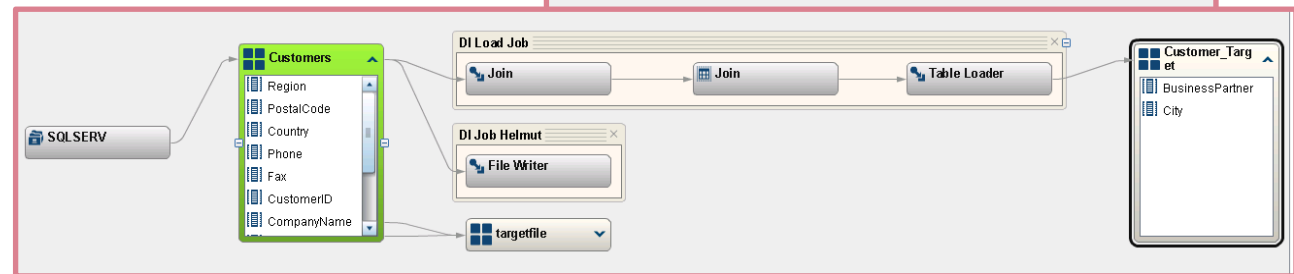 SQLSERV
Customers
Region
PostalCode
Country
Phone
Fax
CustomerID
CompanyName
DI Load Job
Join
Join
Table Loader
DI Job Helmut
File Writer
targetfile
Customer_Targ
et
BusinessPartner
City